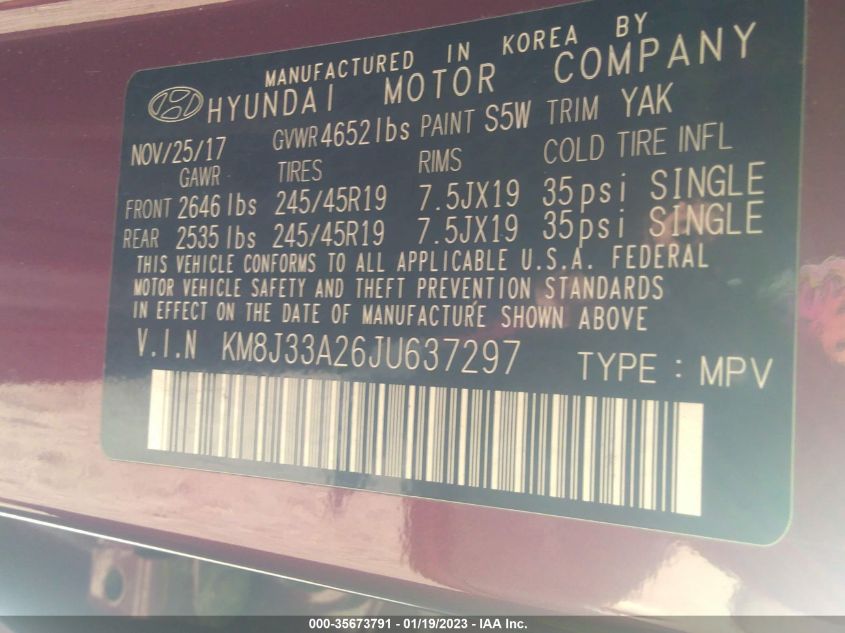 MANUFACTURED IN KOREA BY
HYUNDAI MOTOR COMPANY
NOV/25/17 GVWR 4652lbs PAINT S5W TRIM YAK
GAWR TIRES RIMS COLD TIRE INFL
FRONT 2646 lbs 245/45R19 7.5JX19 35psi SINGLE
REAR 2535 lbs 245/45R19 7.5JX19 35psi SINGLE
THIS VEHICLE CONFORMS TO ALL APPLICABLE U.S.A. FEDERAL
MOTOR VEHICLE SAFETY AND THEFT PREVENTION STANDARDS
IN EFFECT ON THE DATE OF MANUFACTURE SHOWN ABOVE
V.I.N KM8J33A26JU637297 TYPE : MPV
000-35673791 - 01/19/2023 - IAA Inc.